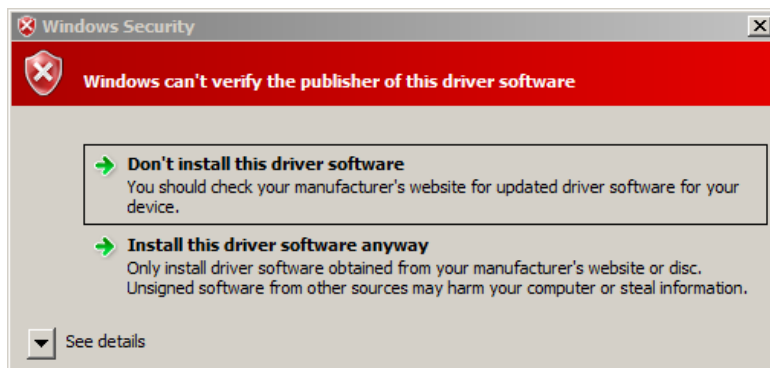 Windows Security
Windows can't verify the publisher of this driver software
Don't install this driver software
You should check your manufacturer's website for updated driver software for your
device.
Install this driver software anyway
Only install driver software obtained from your manufacturer's website or disc.
Unsigned software from other sources may harm your computer or steal information.
See details